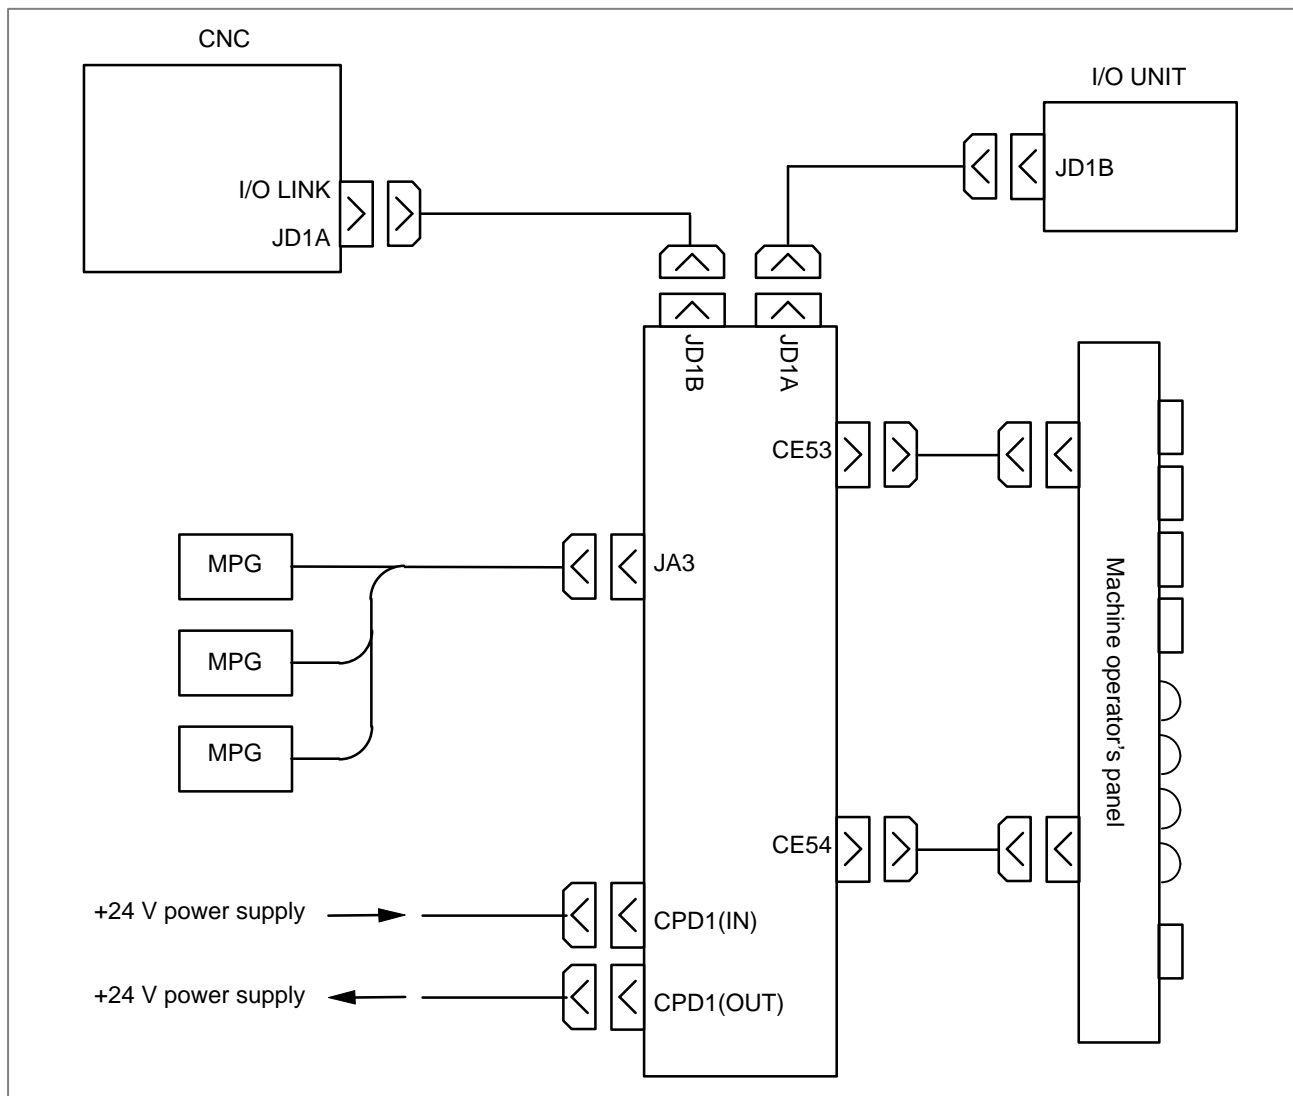 CNC
I/O UNIT
I/O LINK
JD1A
JD1B
JD1B
JD1A
CE53
MPG
JA3
MPG
MPG
Machine operator's panel
CE54
+24 V power supply
CPD1(IN)
+24 V power supply
CPD1(OUT)